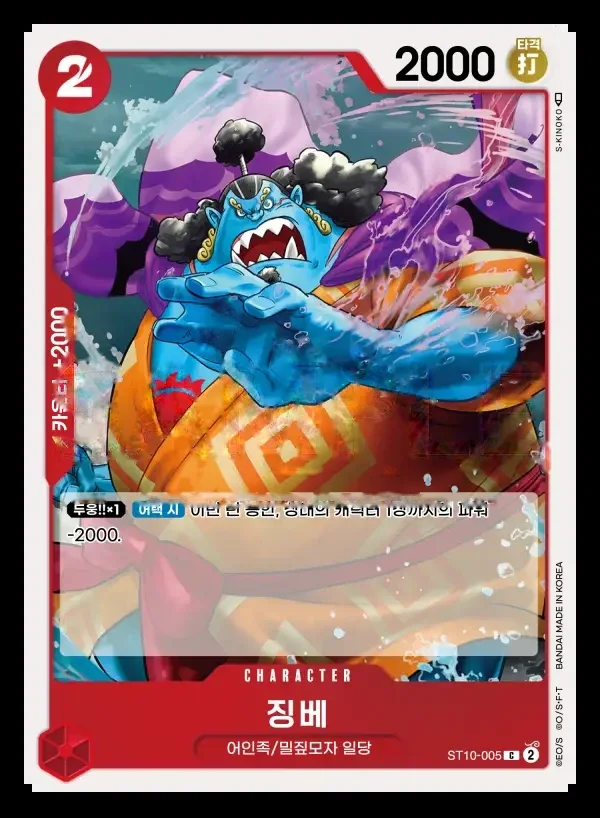 2
2000
타격
打
S-KINOKO
카운터 +2000
두웅!!×1 어택 시 이번 턴 동안, 상대의 캐릭터 1장까지의 파워
-2000.
CHARACTER
징베
어인족/밀짚모자 일당
ST10-005 C 2
©EO/S ©O/S·F·T BANDAI MADE IN KOREA